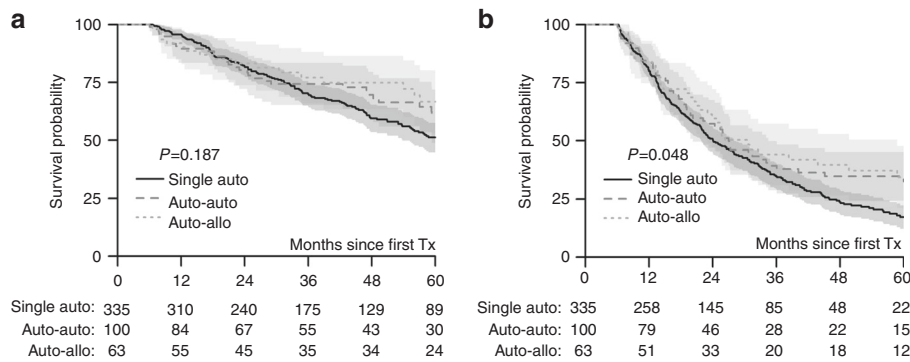 a
100
75
50
25
0
Survival probability
P=0.187
Single auto
Auto-auto
Auto-allo
Months since first Tx
0 12 24 36 48 60
Single auto: 335 310 240 175 129 89
Auto-auto: 100 84 67 55 43 30
Auto-allo: 63 55 45 35 34 24
b
100
75
50
25
0
Survival probability
P=0.048
Single auto
Auto-auto
Auto-allo
Months since first Tx
0 12 24 36 48 60
Single auto: 335 258 145 85 48 22
Auto-auto: 100 79 46 28 22 15
Auto-allo: 63 51 33 20 18 12